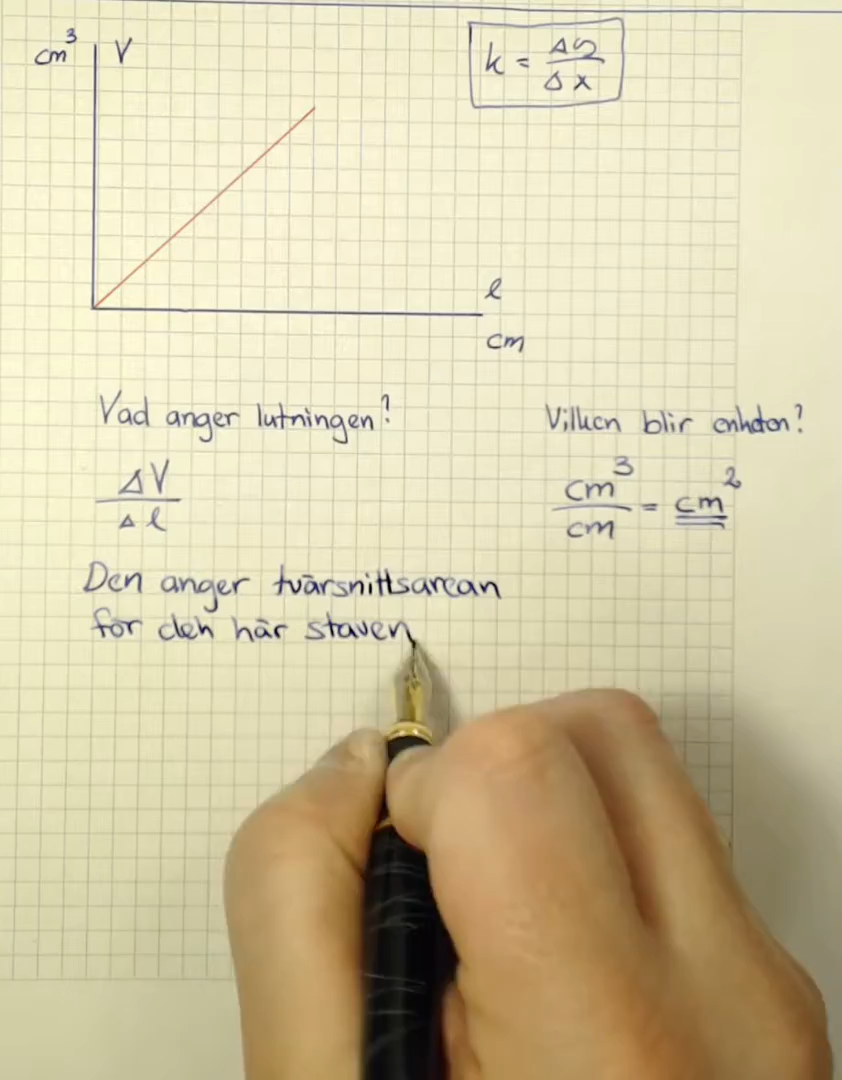 cm³ V
k = Δy/Δx
l
cm
Vad anger lutningen?
ΔV/Δl
Vilken blir enheten?
cm³/cm = cm²
Den anger tvärsnittsarean
för den här staven